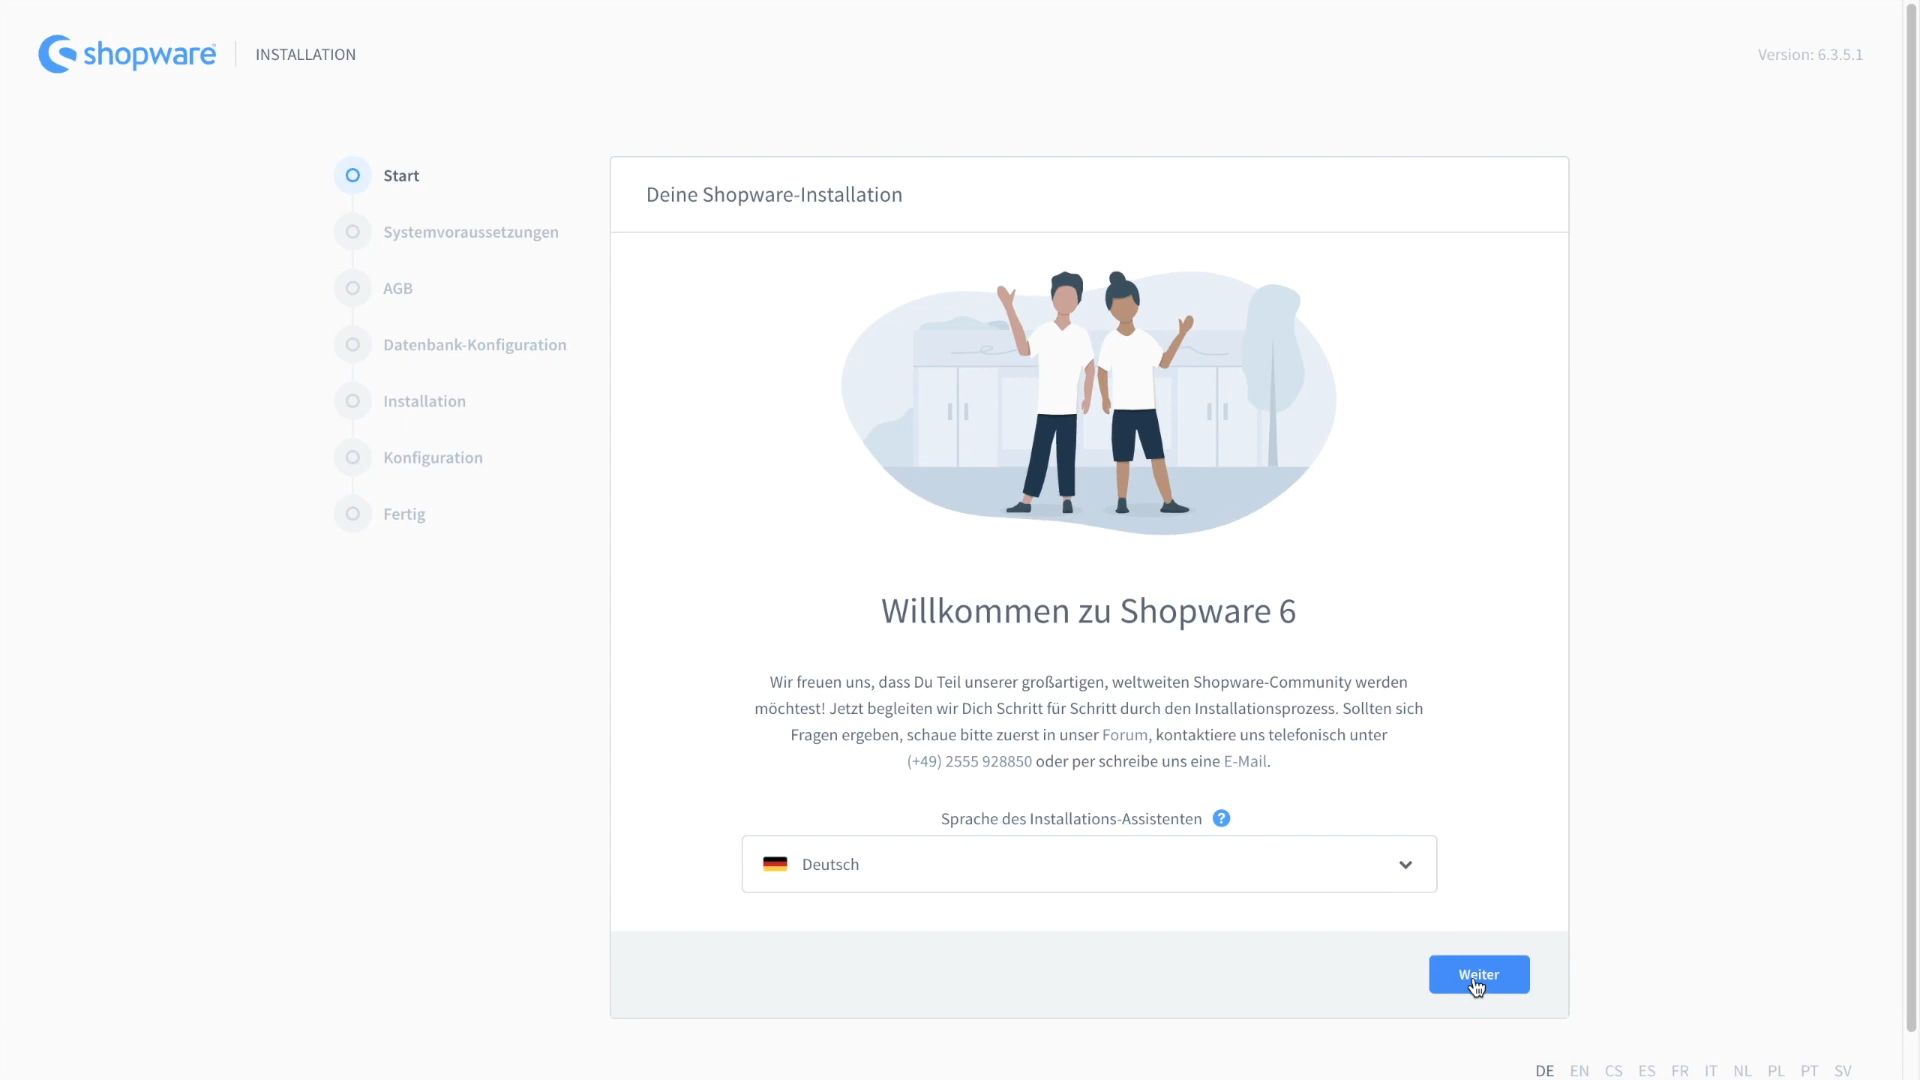 shopware
INSTALLATION
Version: 6.3.5.1
Start
Systemvoraussetzungen
AGB
Datenbank-Konfiguration
Installation
Konfiguration
Fertig
Deine Shopware-Installation
Willkommen zu Shopware 6
Wir freuen uns, dass Du Teil unserer großartigen, weltweiten Shopware-Community werden
möchtest! Jetzt begleiten wir Dich Schritt für Schritt durch den Installationsprozess. Sollten sich
Fragen ergeben, schaue bitte zuerst in unser Forum, kontaktiere uns telefonisch unter
(+49) 2555 928850 oder per schreibe uns eine E-Mail.
Sprache des Installations-Assistenten ?
Deutsch
Weiter
DE EN CS ES FR IT NL PL PT SV